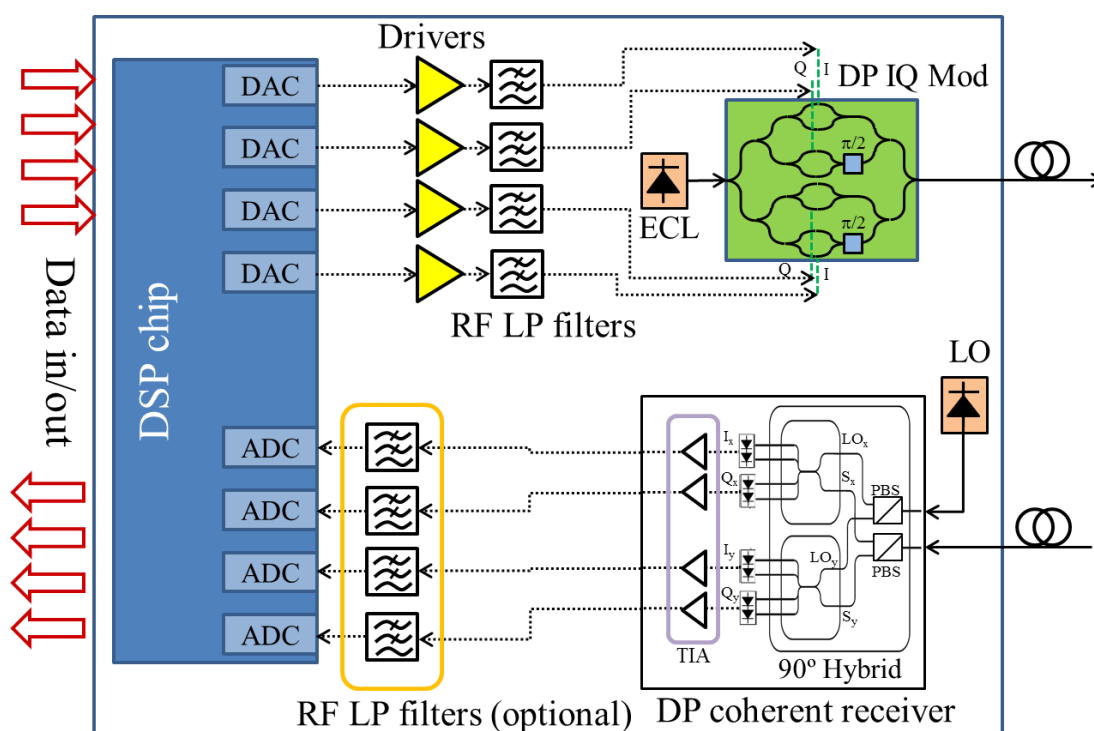 Drivers
DAC
DAC
DAC
DAC
DSP chip
Data in/out
RF LP filters
Q
I
DP IQ Mod
π/2
π/2
Q
I
ECL
LO
ADC
ADC
ADC
ADC
RF LP filters (optional)
Ix
Qx
Iy
Qy
TIA
LOx
Sx
LOy
Sy
PBS
PBS
90º Hybrid
DP coherent receiver